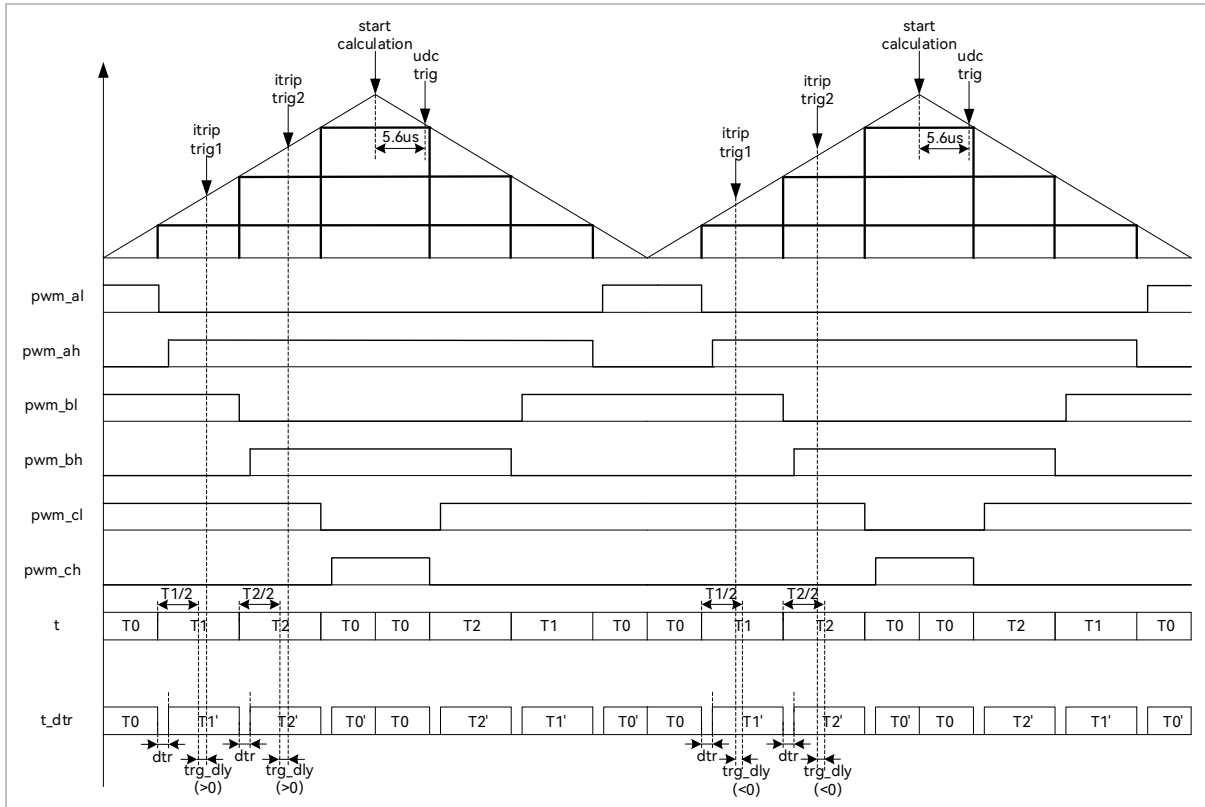 start
calculation
udc
trig
itrip
trig2
itrip
trig1
5.6us
start
calculation
udc
trig
itrip
trig2
itrip
trig1
5.6us
pwm_al
pwm_ah
pwm_bl
pwm_bh
pwm_cl
pwm_ch
T1/2 T2/2 T1/2 T2/2
t T0 T1 T2 T0 T0 T2 T1 T0 T0 T1 T2 T0 T0 T2 T1 T0
t_dtr T0 T1' T2' T0' T0 T2' T1' T0' T0 T1' T2' T0' T0 T2' T1' T0'
dtr dtr dtr dtr
trg_dly trg_dly trg_dly trg_dly
(>0) (>0) (<0) (<0)